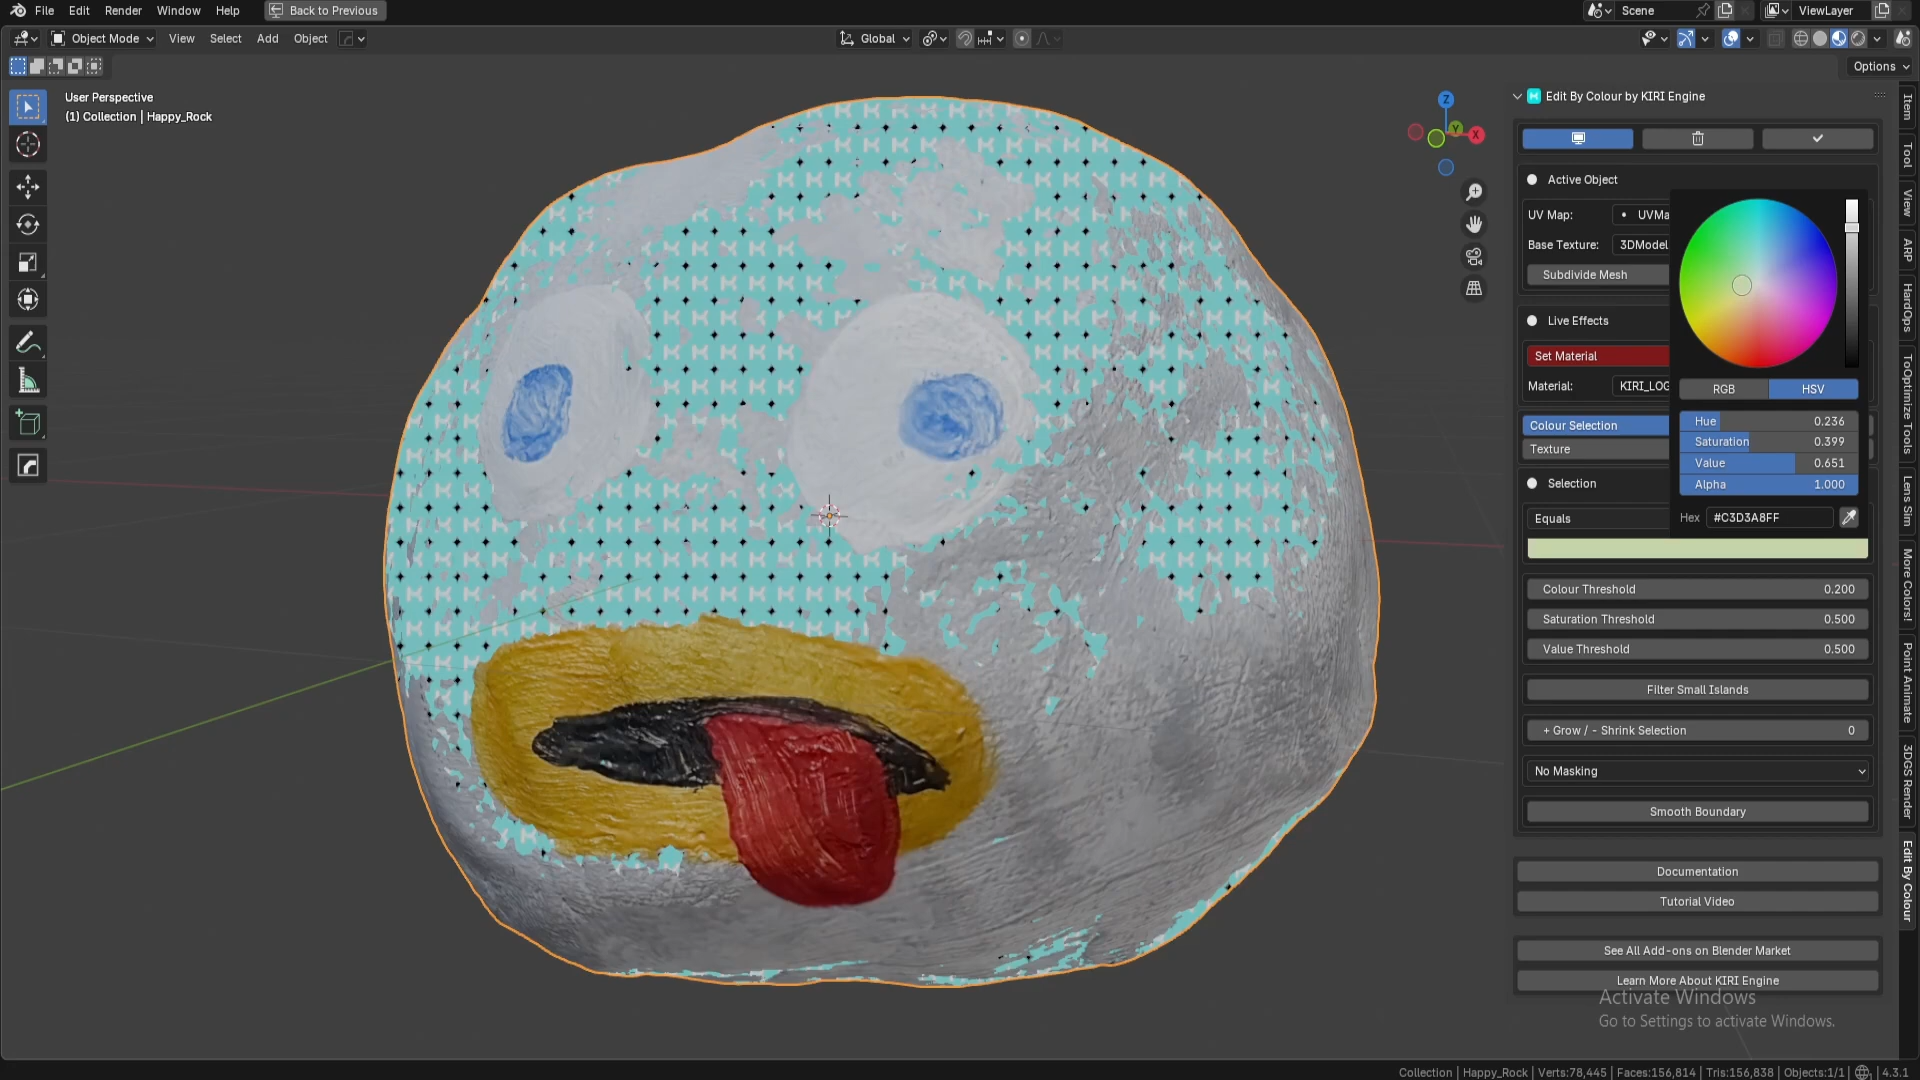 File Edit Render Window Help Back to Previous Scene ViewLayer
Object Mode View Select Add Object Global
Options
User Perspective
(1) Collection | Happy_Rock
Z
Y
X
Edit By Colour by KIRI Engine
Active Object
UV Map: UVMa
Base Texture: 3DModel
Subdivide Mesh
Live Effects
Set Material
Material: KIRI_LOG
Colour Selection
Texture
Selection
Equals
RGB HSV
Hue 0.236
Saturation 0.399
Value 0.651
Alpha 1.000
Hex #C3D3A8FF
Colour Threshold 0.200
Saturation Threshold 0.500
Value Threshold 0.500
Filter Small Islands
+ Grow / - Shrink Selection 0
No Masking
Smooth Boundary
Documentation
Tutorial Video
See All Add-ons on Blender Market
Learn More About KIRI Engine
Item
Tool
View
ARP
HardOps
ToOptimize Tools
Lens Sim
More Colors!
Point Animate
3DGS Render
Edit By Colour
Activate Windows
Go to Settings to activate Windows.
Collection | Happy_Rock | Verts:78,445 | Faces:156,814 | Tris:156,838 | Objects:1/1 | 4.3.1